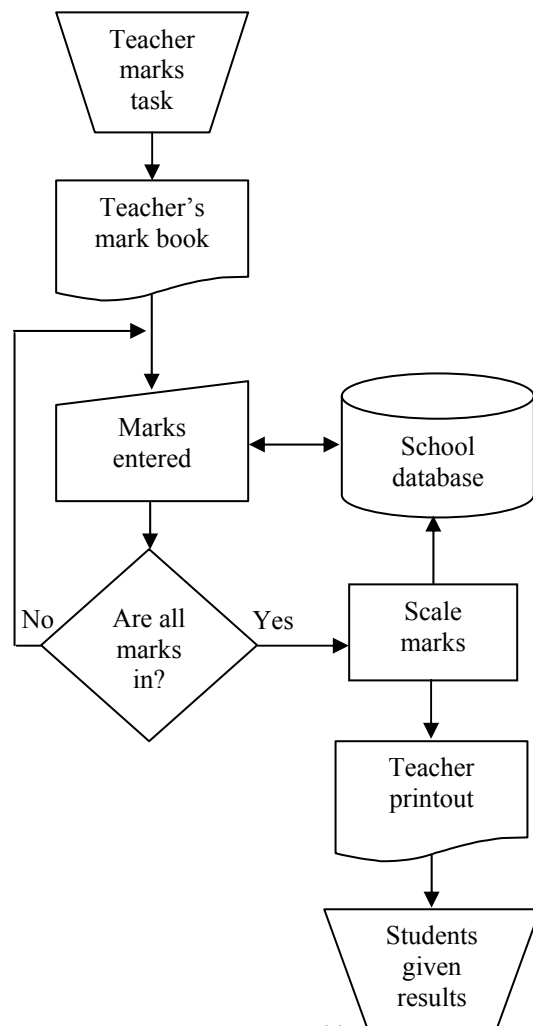 Teacher
marks
task
Teacher’s
mark book
Marks
entered
School
database
No
Are all
marks
in?
Yes
Scale
marks
Teacher
printout
Students
given
results